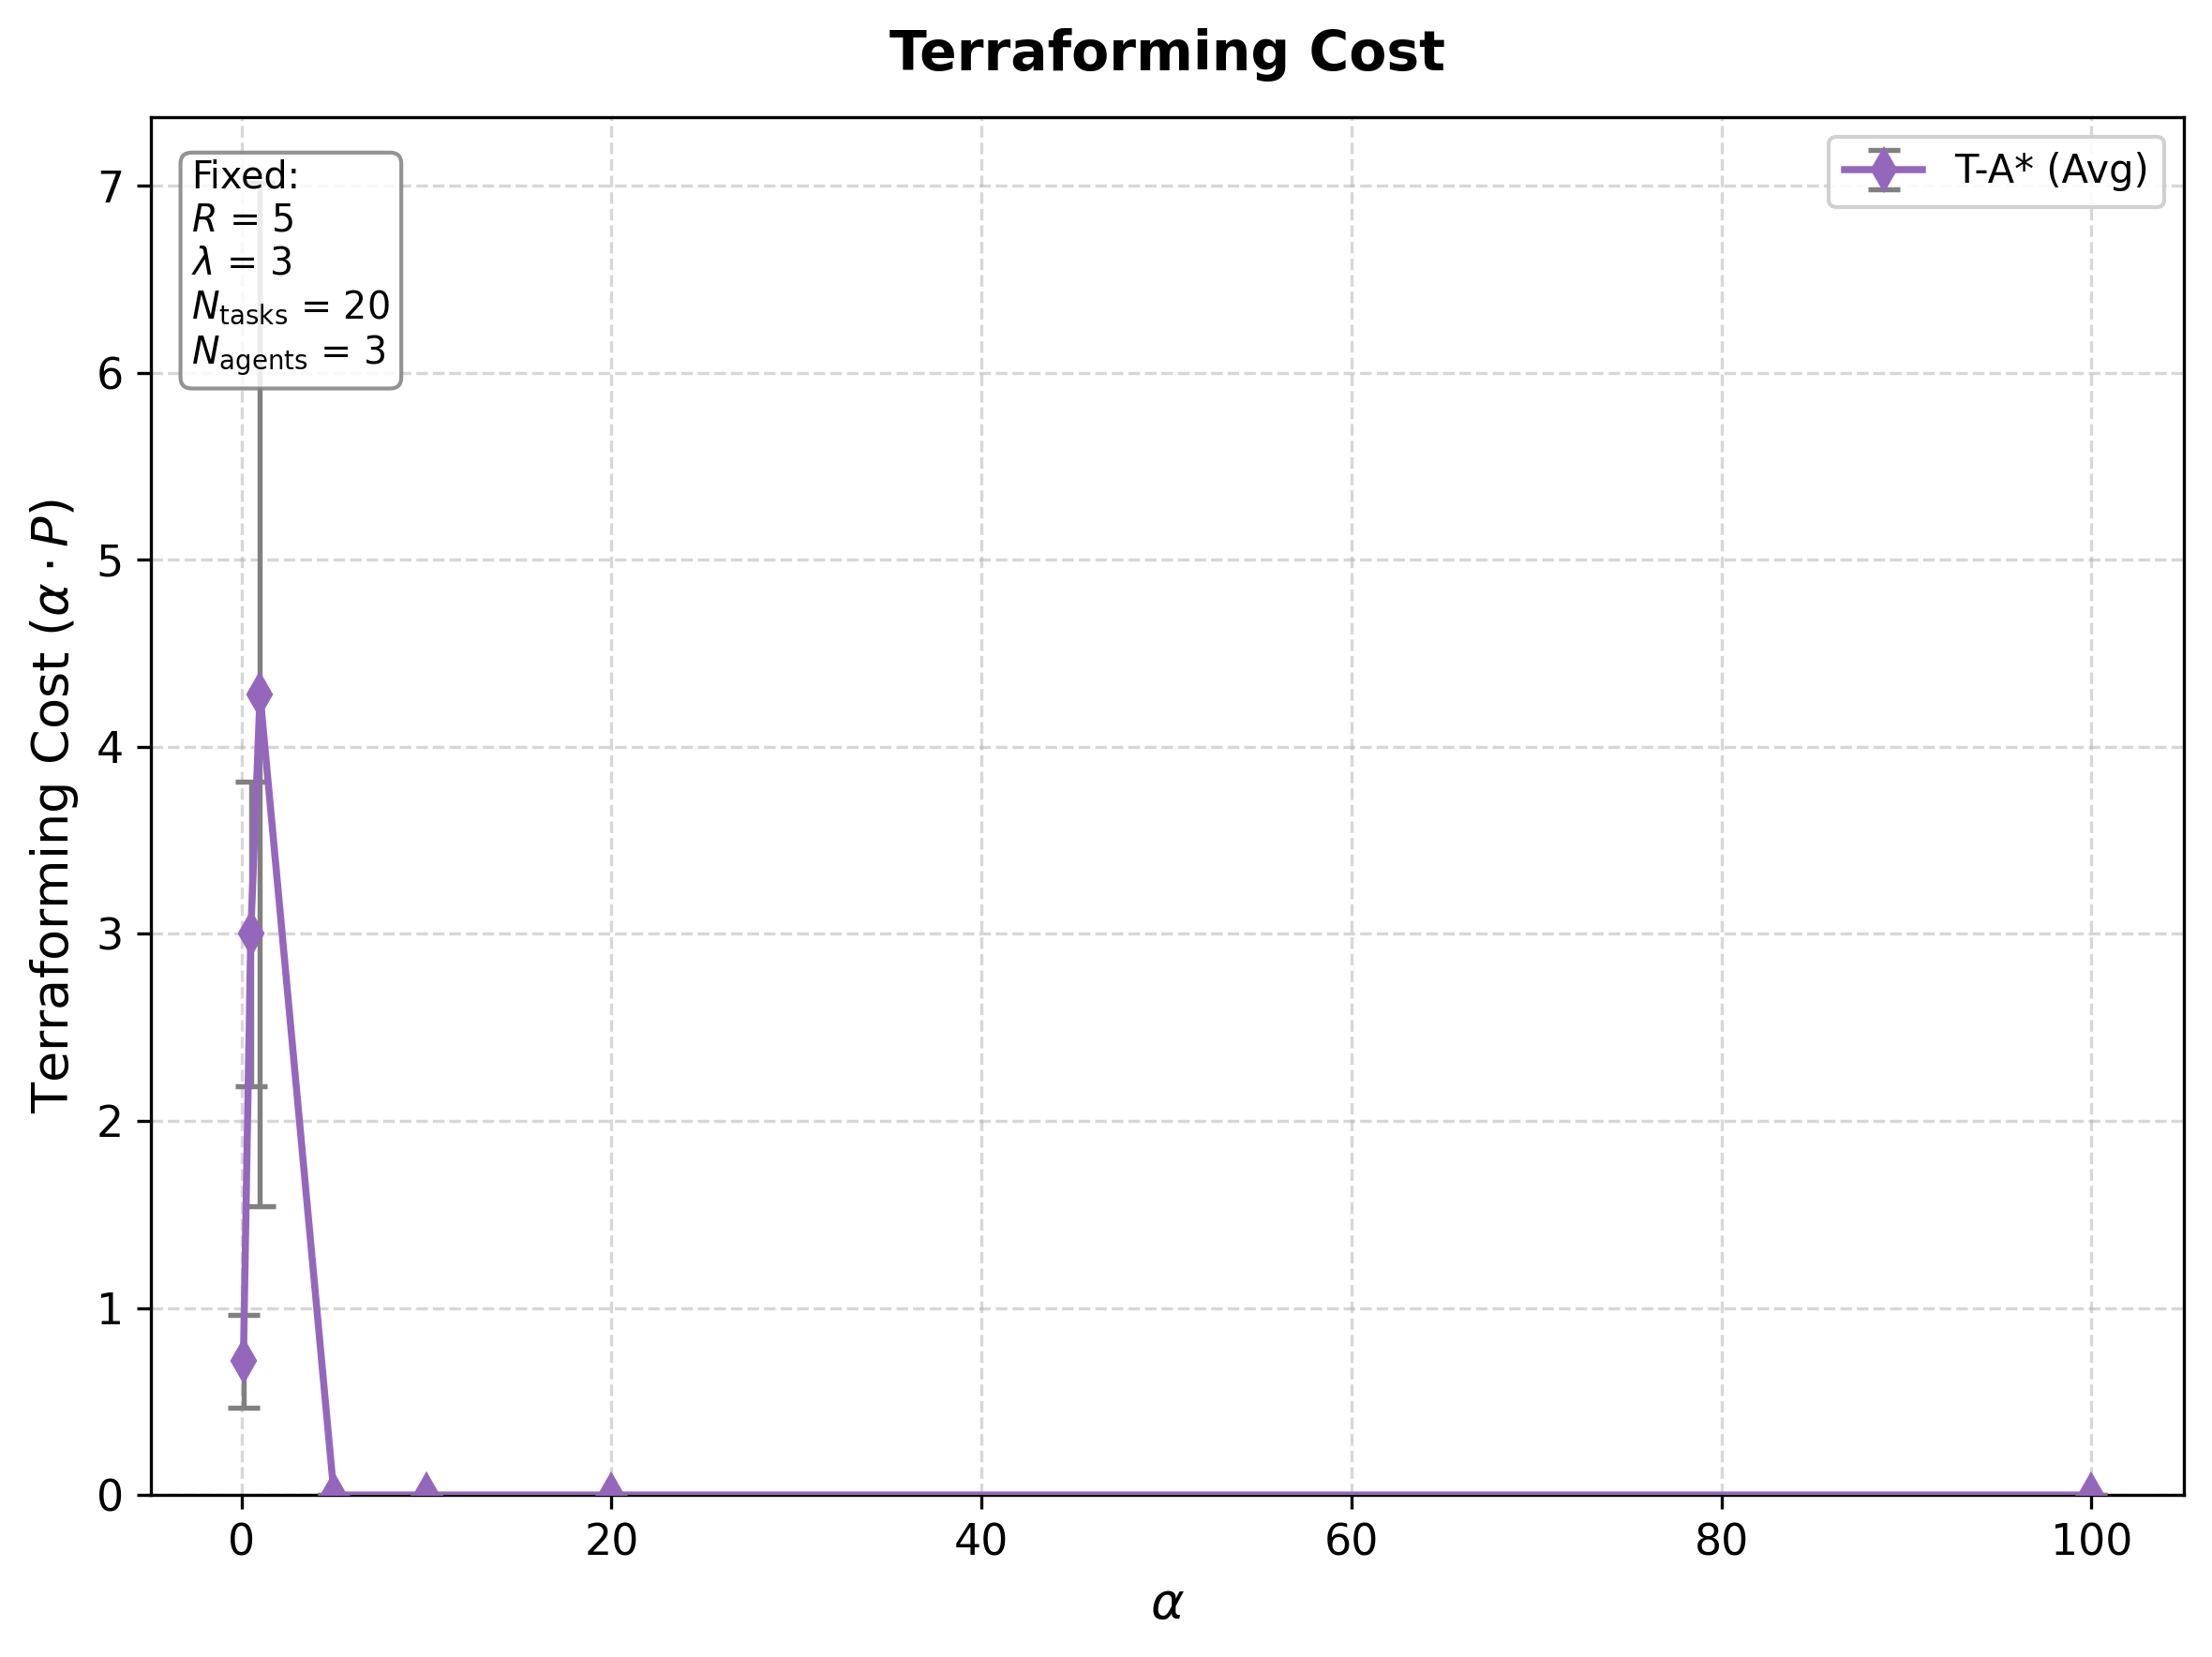 Terraforming Cost
Fixed:
R = 5
λ = 3
N_tasks = 20
N_agents = 3
T-A* (Avg)
Terraforming Cost (α · P)
7
6
5
4
3
2
1
0
0 20 40 60 80 100
α